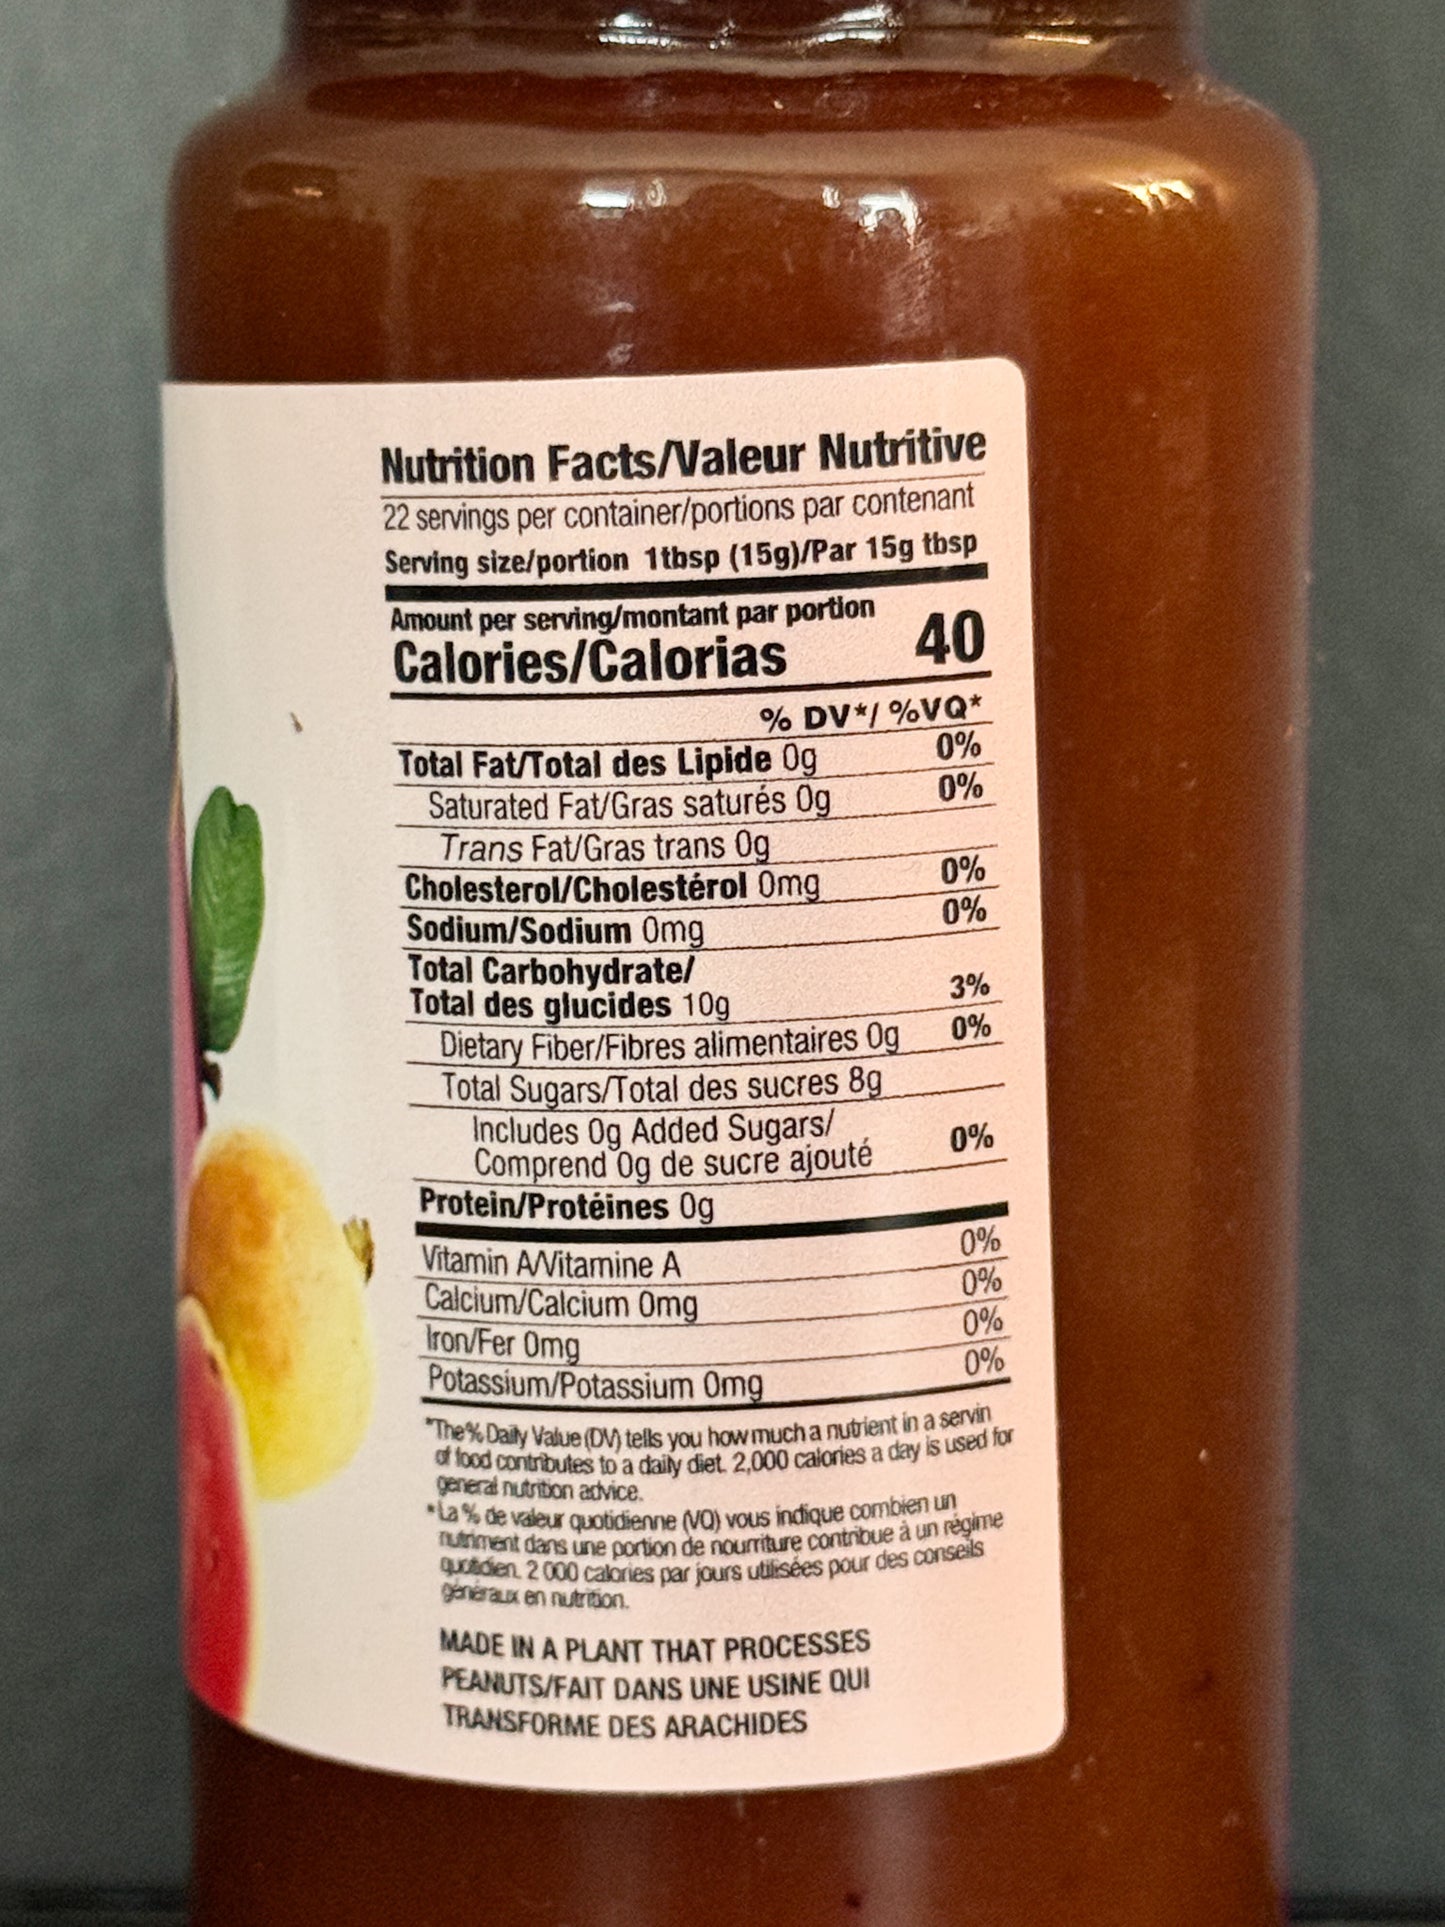 Nutrition Facts/Valeur Nutritive
22 servings per container/portions par contenant
Serving size/portion 1tbsp (15g)/Par 15g tbsp
Amount per serving/montant par portion
Calories/Calorias 40
% DV*/ %VQ*
Total Fat/Total des Lipide 0g 0%
Saturated Fat/Gras saturés 0g 0%
Trans Fat/Gras trans 0g
Cholesterol/Cholestérol 0mg 0%
Sodium/Sodium 0mg 0%
Total Carbohydrate/
Total des glucides 10g 3%
Dietary Fiber/Fibres alimentaires 0g 0%
Total Sugars/Total des sucres 8g
Includes 0g Added Sugars/
Comprend 0g de sucre ajouté 0%
Protein/Protéines 0g
Vitamin A/Vitamine A 0%
Calcium/Calcium 0mg 0%
Iron/Fer 0mg 0%
Potassium/Potassium 0mg 0%
*The % Daily Value (DV) tells you how much a nutrient in a servin
of food contributes to a daily diet. 2,000 calories a day is used for
general nutrition advice.
*La % de valeur quotidienne (VQ) vous indique combien un
nutriment dans une portion de nourriture contribue à un régime
quotidien. 2 000 calories par jours utilisées pour des conseils
généraux en nutrition.
MADE IN A PLANT THAT PROCESSES
PEANUTS/FAIT DANS UNE USINE QUI
TRANSFORME DES ARACHIDES